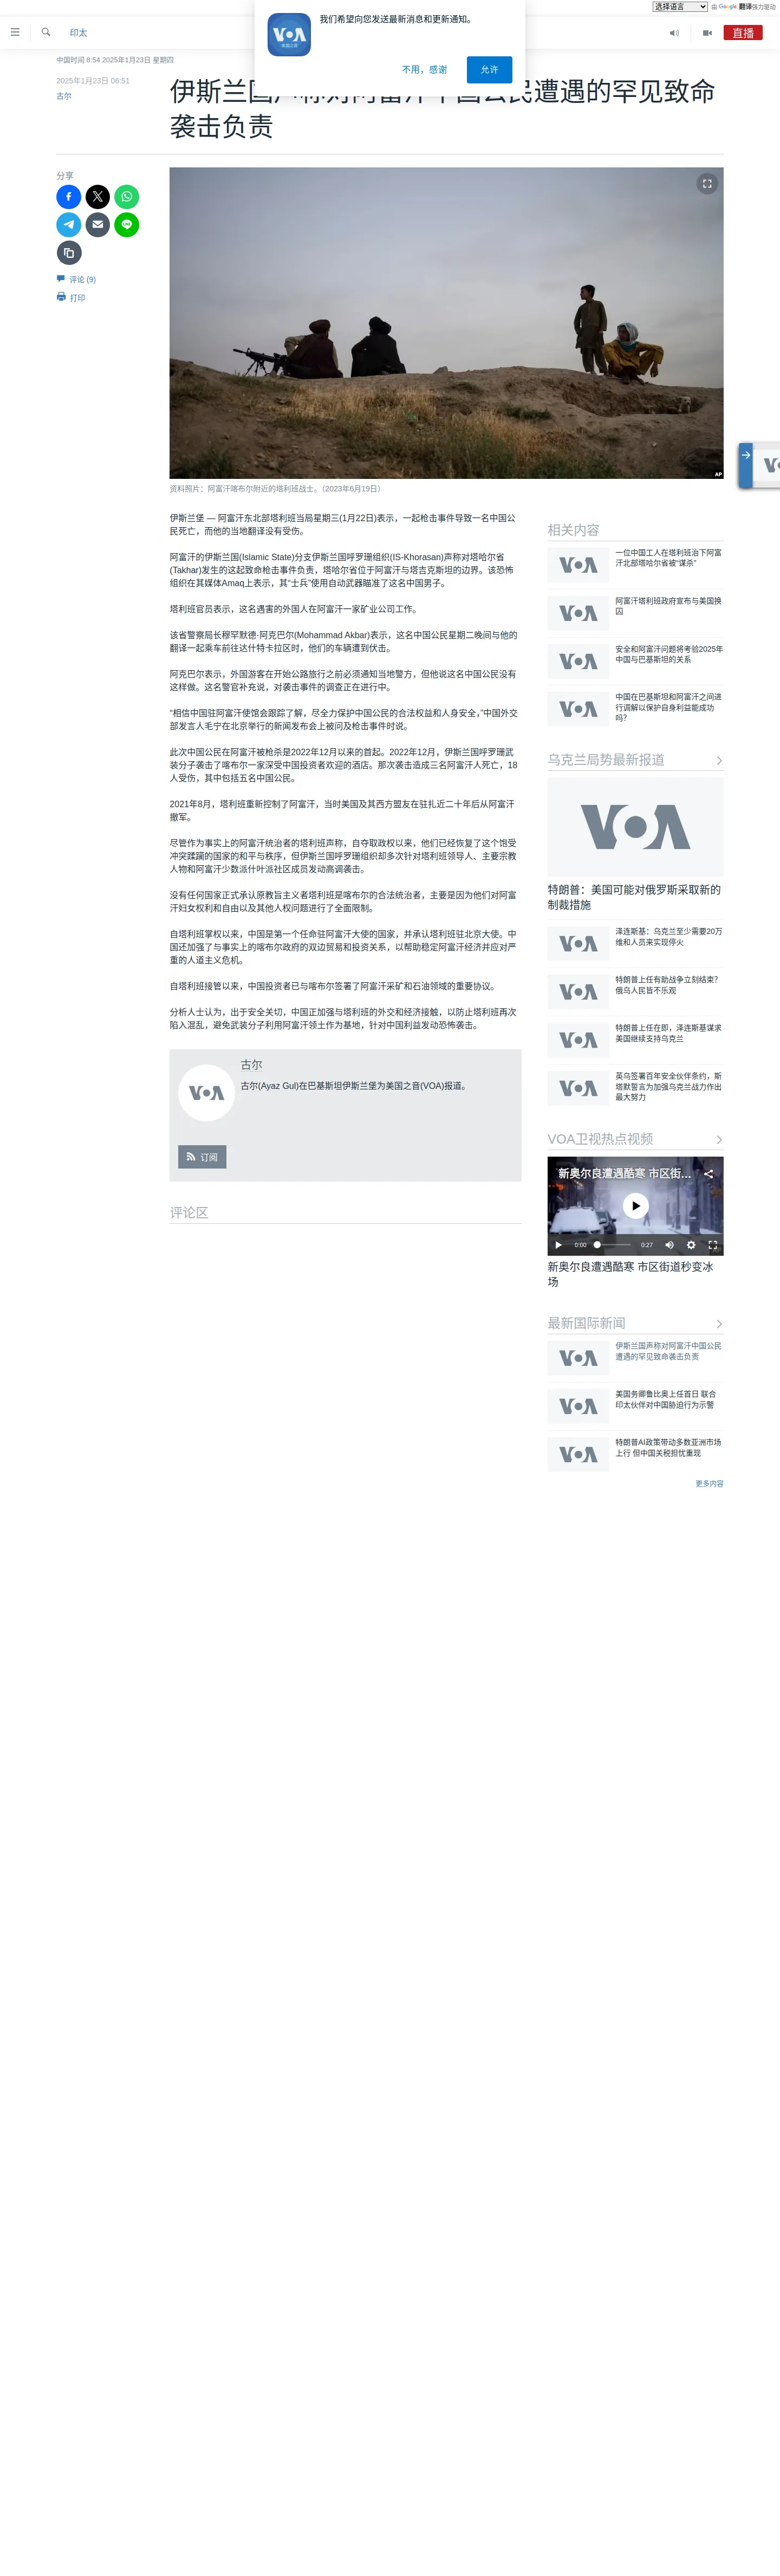 选择语言 由 Google 翻译强力驱动
我们希望向您发送最新消息和更新通知。
VOA
不用，感谢
允许
印太
直播
中国时间 8:54 2025年1月23日 星期四
2025年1月23日 06:51
古尔
袭击负责
分享
评论 (9)
打印
AP
资料照片：阿富汗喀布尔附近的塔利班战士。（2023年6月19日）
伊斯兰堡 — 阿富汗东北部塔利班当局星期三(1月22日)表示，一起枪击事件导致一名中国公
民死亡，而他的当地翻译没有受伤。
阿富汗的伊斯兰国(Islamic State)分支伊斯兰国呼罗珊组织(IS-Khorasan)声称对塔哈尔省
(Takhar)发生的这起致命枪击事件负责，塔哈尔省位于阿富汗与塔吉克斯坦的边界。该恐怖
组织在其媒体Amaq上表示，其“士兵”使用自动武器瞄准了这名中国男子。
塔利班官员表示，这名遇害的外国人在阿富汗一家矿业公司工作。
该省警察局长穆罕默德·阿克巴尔(Mohammad Akbar)表示，这名中国公民星期二晚间与他的
翻译一起乘车前往达什特卡拉区时，他们的车辆遭到伏击。
阿克巴尔表示，外国游客在开始公路旅行之前必须通知当地警方，但他说这名中国公民没有
这样做。这名警官补充说，对袭击事件的调查正在进行中。
“相信中国驻阿富汗使馆会跟踪了解，尽全力保护中国公民的合法权益和人身安全，”中国外交
部发言人毛宁在北京举行的新闻发布会上被问及枪击事件时说。
此次中国公民在阿富汗被枪杀是2022年12月以来的首起。2022年12月，伊斯兰国呼罗珊武
装分子袭击了喀布尔一家深受中国投资者欢迎的酒店。那次袭击造成三名阿富汗人死亡，18
人受伤，其中包括五名中国公民。
2021年8月，塔利班重新控制了阿富汗，当时美国及其西方盟友在驻扎近二十年后从阿富汗
撤军。
尽管作为事实上的阿富汗统治者的塔利班声称，自夺取政权以来，他们已经恢复了这个饱受
冲突蹂躏的国家的和平与秩序，但伊斯兰国呼罗珊组织却多次针对塔利班领导人、主要宗教
人物和阿富汗少数派什叶派社区成员发动高调袭击。
没有任何国家正式承认原教旨主义者塔利班是喀布尔的合法统治者，主要是因为他们对阿富
汗妇女权利和自由以及其他人权问题进行了全面限制。
自塔利班掌权以来，中国是第一个任命驻阿富汗大使的国家，并承认塔利班驻北京大使。中
国还加强了与事实上的喀布尔政府的双边贸易和投资关系，以帮助稳定阿富汗经济并应对严
重的人道主义危机。
自塔利班接管以来，中国投资者已与喀布尔签署了阿富汗采矿和石油领域的重要协议。
分析人士认为，出于安全关切，中国正加强与塔利班的外交和经济接触，以防止塔利班再次
陷入混乱，避免武装分子利用阿富汗领土作为基地，针对中国利益发动恐怖袭击。
VOA
古尔
古尔(Ayaz Gul)在巴基斯坦伊斯兰堡为美国之音(VOA)报道。
订阅
评论区
相关内容
VOA
一位中国工人在塔利班治下阿富
汗北部塔哈尔省被“谋杀”
VOA
阿富汗塔利班政府宣布与美国换
囚
VOA
安全和阿富汗问题将考验2025年
中国与巴基斯坦的关系
VOA
中国在巴基斯坦和阿富汗之间进
行调解以保护自身利益能成功
吗？
乌克兰局势最新报道
VOA
特朗普：美国可能对俄罗斯采取新的
制裁措施
VOA
泽连斯基：乌克兰至少需要20万
维和人员来实现停火
VOA
特朗普上任有助战争立刻结束？
俄乌人民皆不乐观
VOA
特朗普上任在即，泽连斯基谋求
美国继续支持乌克兰
VOA
英乌签署百年安全伙伴条约，斯
塔默誓言为加强乌克兰战力作出
最大努力
VOA卫视热点视频
新奥尔良遭遇酷寒 市区街...
0:00
0:27
新奥尔良遭遇酷寒 市区街道秒变冰
场
最新国际新闻
VOA
伊斯兰国声称对阿富汗中国公民
遭遇的罕见致命袭击负责
VOA
美国务卿鲁比奥上任首日 联合
印太伙伴对中国胁迫行为示警
VOA
特朗普AI政策带动多数亚洲市场
上行 但中国关税担忧重现
更多内容